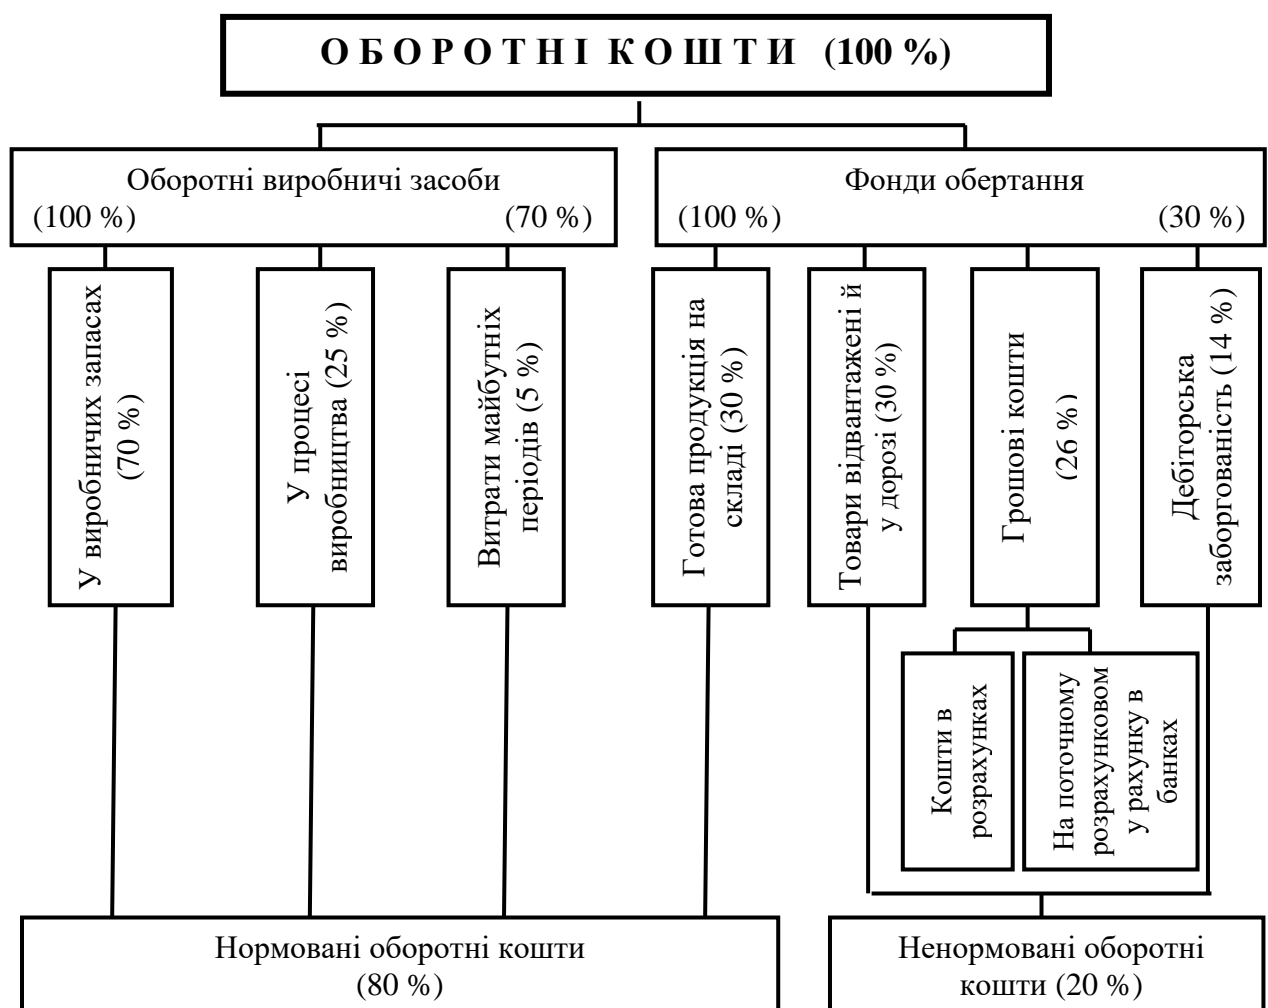 О Б О Р О Т Н І  К О Ш Т И  (100 %)
Оборотні виробничі засоби
(100 %) (70 %)
Фонди обертання
(100 %) (30 %)
У виробничих запасах
(70 %)
У процесі
виробництва (25 %)
Витрати майбутніх
періодів (5 %)
Готова продукція на
складі (30 %)
Товари відвантажені й
у дорозі (30 %)
Грошові кошти
(26 %)
Дебіторська
заборгованість (14 %)
Кошти в
розрахунках
На поточному
розрахунковом
у рахунку в
банках
Нормовані оборотні кошти
(80 %)
Ненормовані оборотні
кошти (20 %)